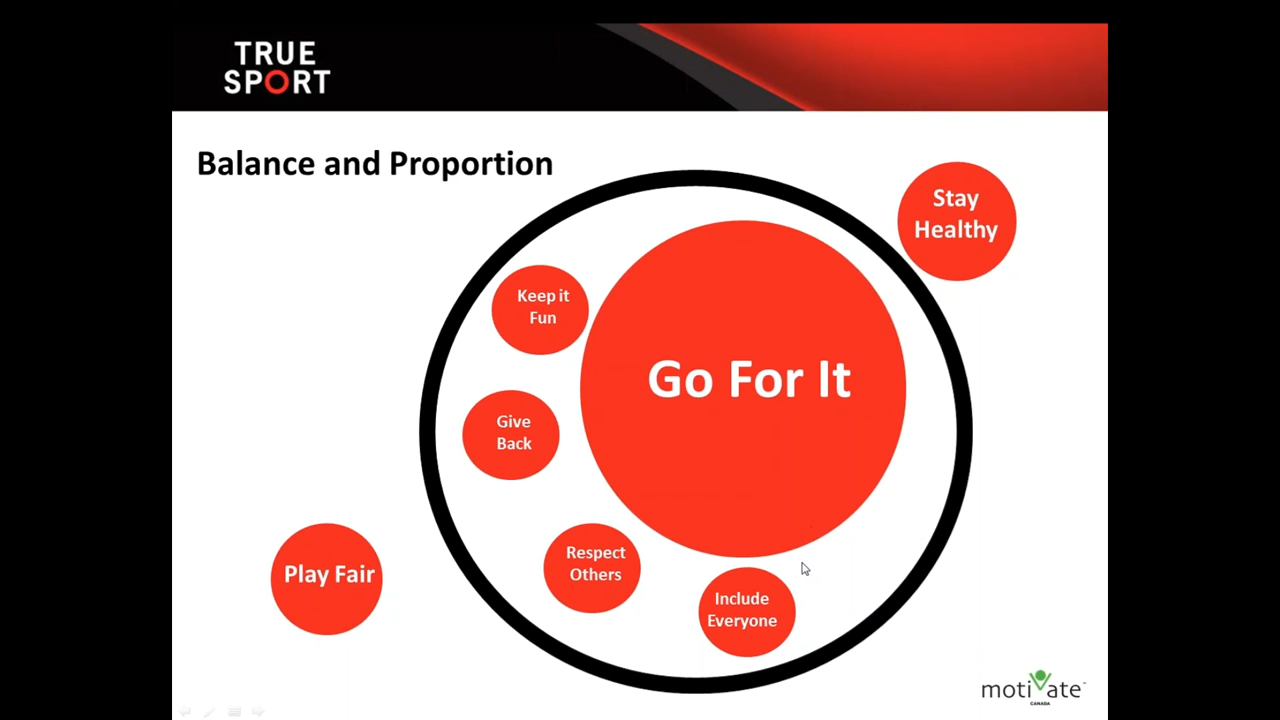 TRUE
SPORT
Balance and Proportion
Stay
Healthy
Keep it
Fun
Go For It
Give
Back
Respect
Others
Play Fair
Include
Everyone
motivate
CANADA